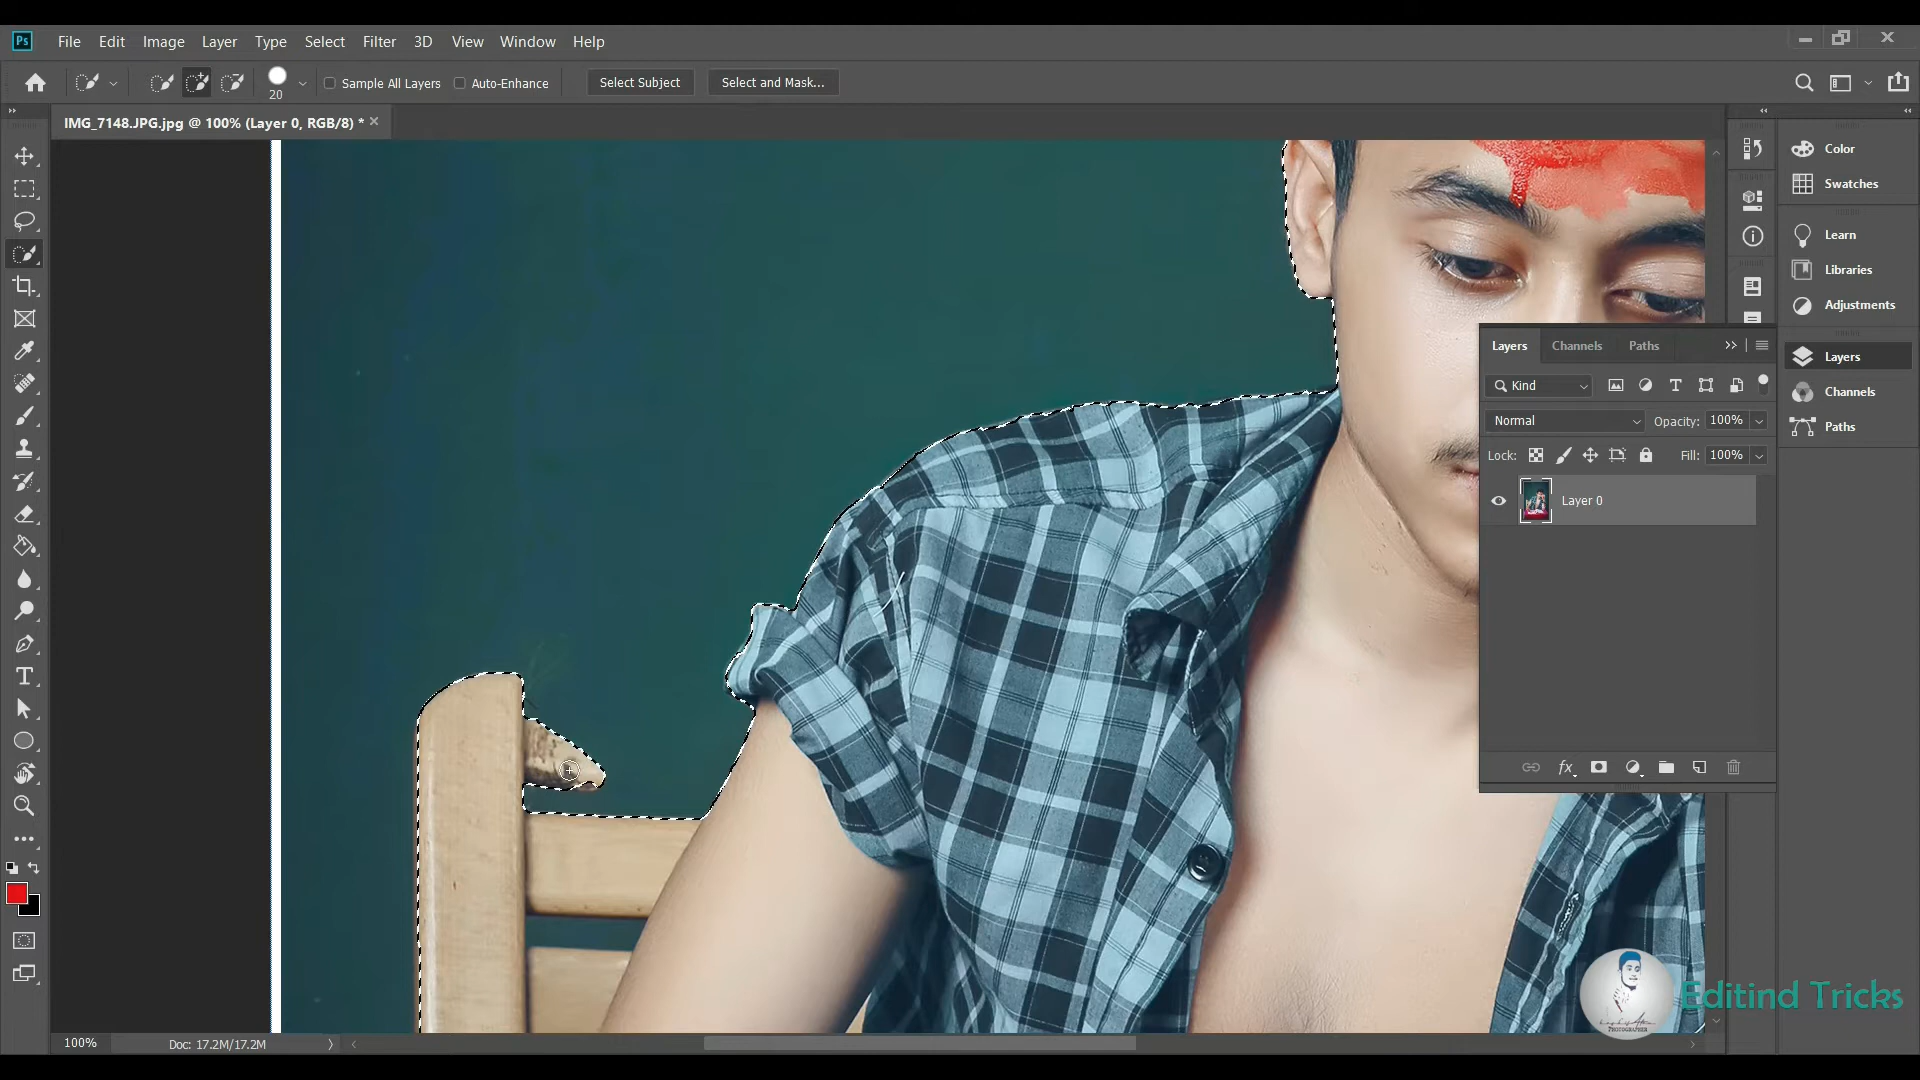 Ps File Edit Image Layer Type Select Filter 3D View Window Help
20 Sample All Layers Auto-Enhance Select Subject Select and Mask...
IMG_7148.JPG.jpg @ 100% (Layer 0, RGB/8) *
Color
Swatches
Learn
Libraries
Adjustments
Layers
Channels
Paths
Layers Channels Paths
Kind
Normal Opacity: 100%
Lock: Fill: 100%
Layer 0
fx
Editind Tricks
PHOTOGRAPHER
100% Doc: 17.2M/17.2M